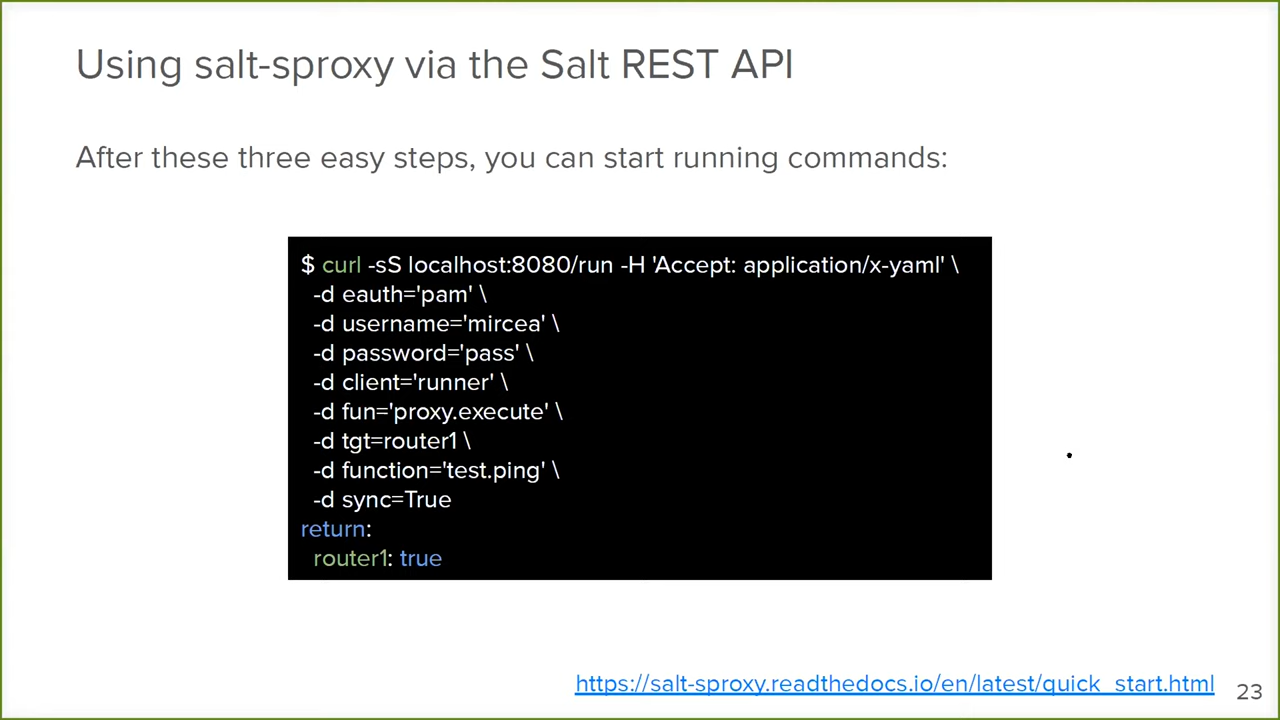 Using salt-sproxy via the Salt REST API
After these three easy steps, you can start running commands:
$ curl -sS localhost:8080/run -H 'Accept: application/x-yaml' \
-d eauth='pam' \
-d username='mircea' \
-d password='pass' \
-d client='runner' \
-d fun='proxy.execute' \
-d tgt=router1 \
-d function='test.ping' \
-d sync=True
return:
router1: true
https://salt-sproxy.readthedocs.io/en/latest/quick_start.html
23